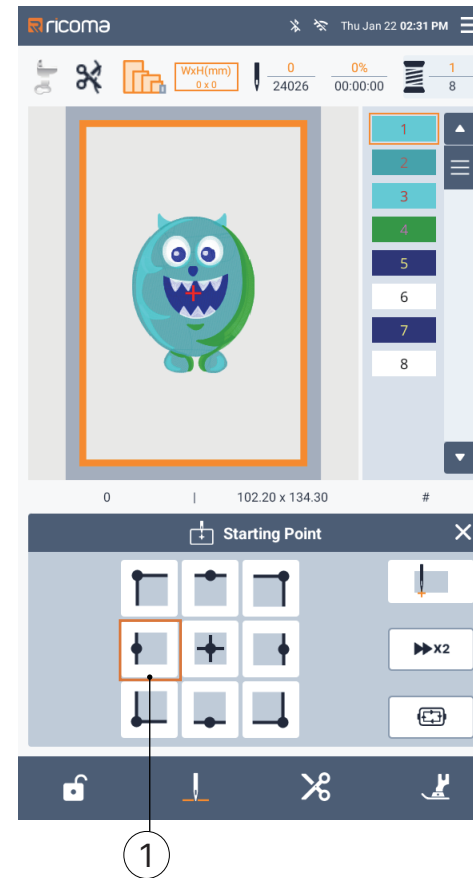 ricoma Thu Jan 22 02:31 PM
WxH(mm) 0 0% 1
0 x 0 24026 00:00:00 8
1
2
3
4
5
6
7
8
0 | 102.20 x 134.30 #
Starting Point
X2
1